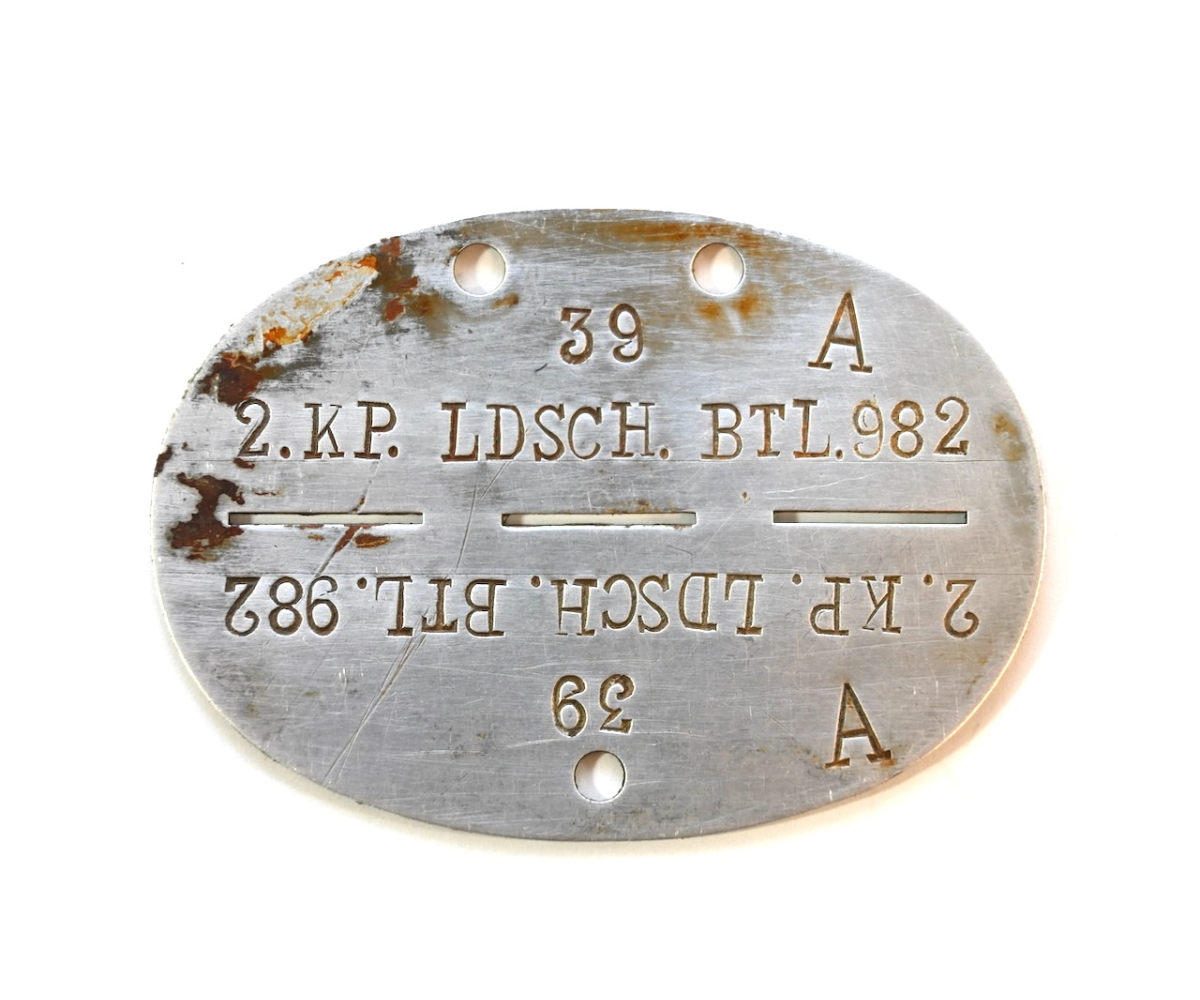 39 A
2. KP. LDSCH. BTL. 982
2. KP. LDSCH. BTL. 982
39 A